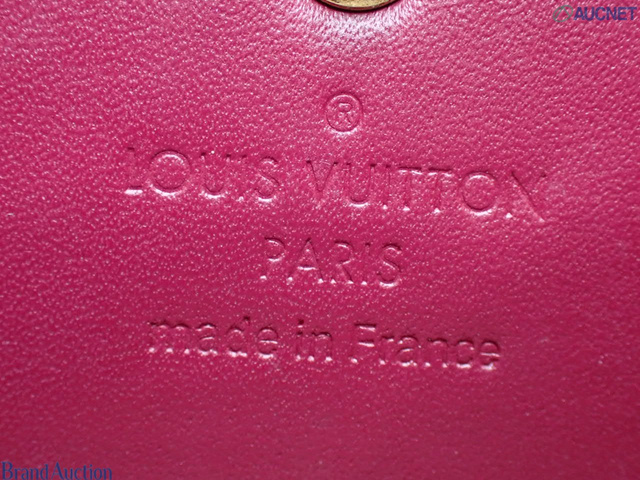 AUCNET
®
LOUIS VUITTON
PARIS
made in France
Brand Auction